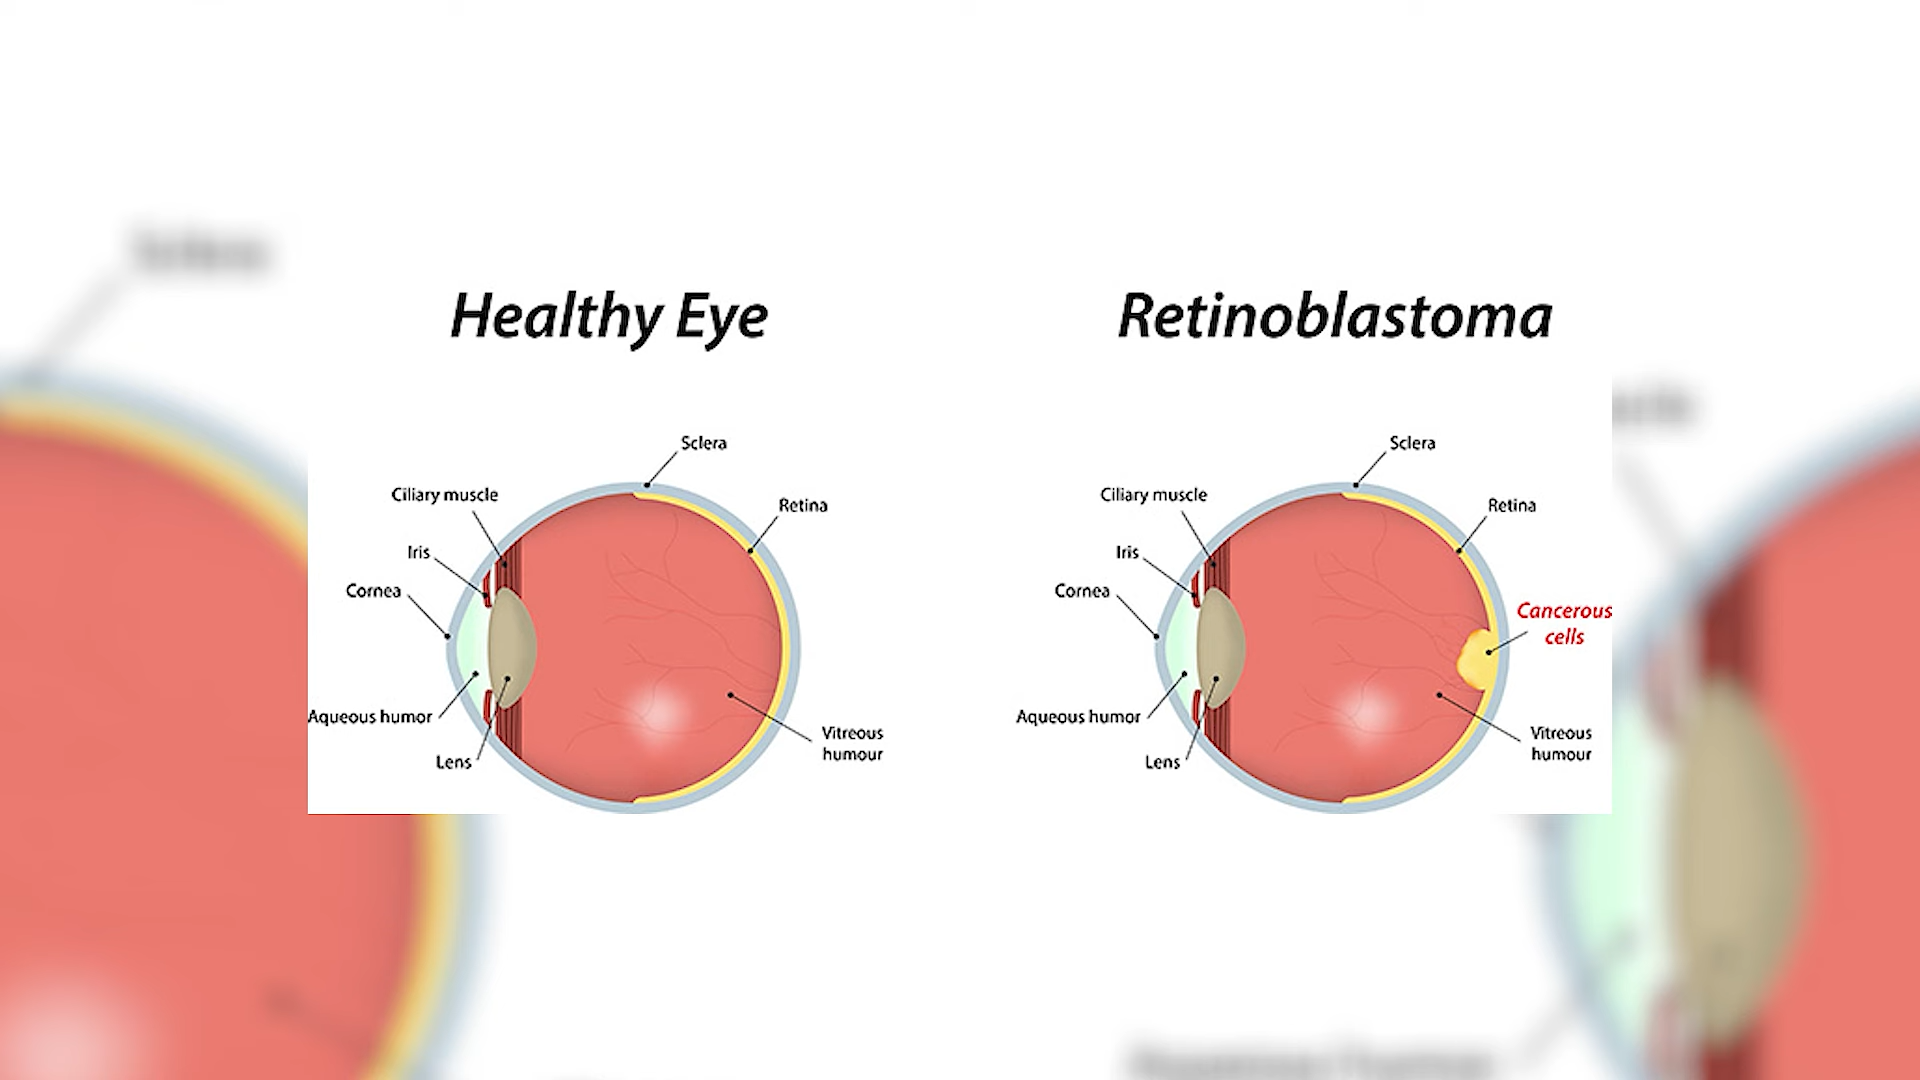 Healthy Eye
Sclera
Ciliary muscle
Retina
Iris
Cornea
Aqueous humor
Vitreous
humour
Lens
Retinoblastoma
Sclera
Ciliary muscle
Retina
Iris
Cornea
Cancerous
cells
Aqueous humor
Vitreous
humour
Lens